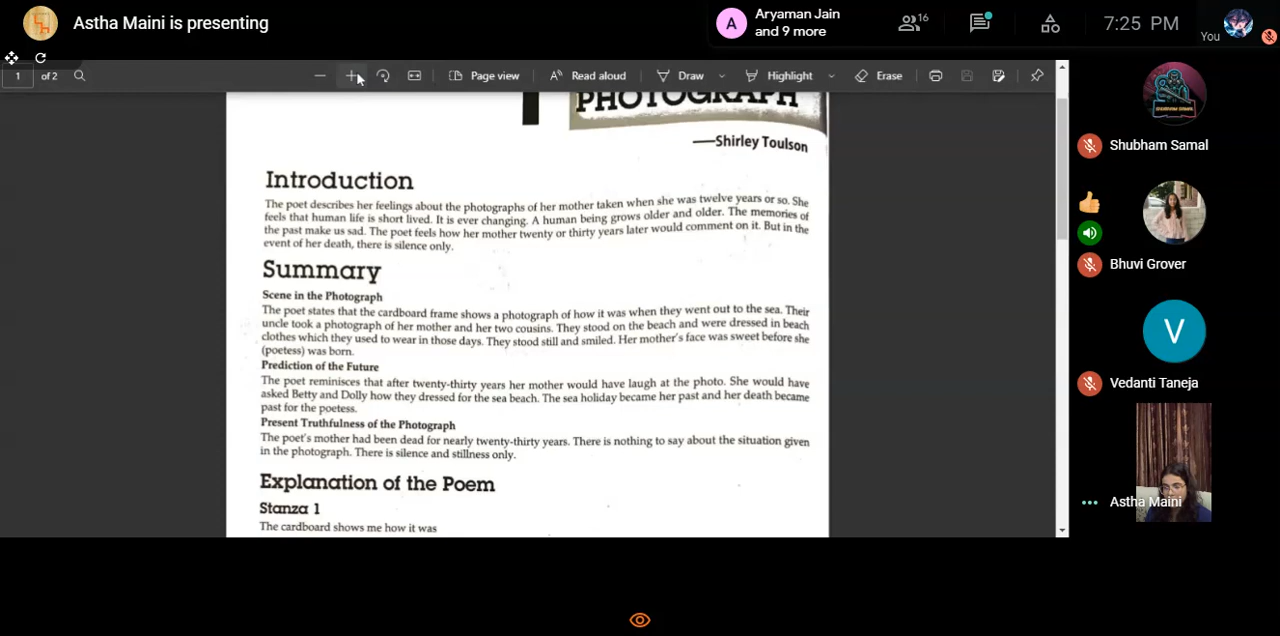 Astha Maini is presenting
A
Aryaman Jain
and 9 more
16
7:25 PM
You
1 of 2
Page view
Read aloud
Draw
Highlight
Erase
PHOTOGRAPH
—Shirley Toulson
Introduction
The poet describes her feelings about the photographs of her mother taken when she was twelve years or so. She
feels that human life is short lived. It is ever changing. A human being grows older and older. The memories of
the past make us sad. The poet feels how her mother twenty or thirty years later would comment on it. But in the
event of her death, there is silence only.
Summary
Scene in the Photograph
The poet states that the cardboard frame shows a photograph of how it was when they went out to the sea. Their
uncle took a photograph of her mother and her two cousins. They stood on the beach and were dressed in beach
clothes which they used to wear in those days. They stood still and smiled. Her mother's face was sweet before she
(poetess) was born.
Prediction of the Future
The poet reminisces that after twenty-thirty years her mother would have laugh at the photo. She would have
asked Betty and Dolly how they dressed for the sea beach. The sea holiday became her past and her death became
past for the poetess.
Present Truthfulness of the Photograph
The poet's mother had been dead for nearly twenty-thirty years. There is nothing to say about the situation given
in the photograph. There is silence and stillness only.
Explanation of the Poem
Stanza 1
The cardboard shows me how it was
Shubham Samal
Bhuvi Grover
V
Vedanti Taneja
Astha Maini